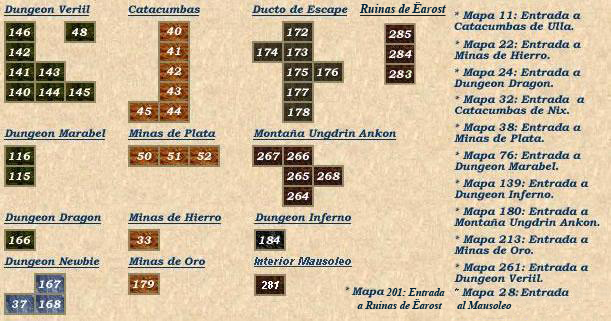 Dungeon Veriil
146 48
142
141 143
140 144 145
Catacumbas
40
41
42
43
45 44
Ducto de Escape
172
174 173
175 176
177
178
Ruinas de Ëarost
285
284
283
Dungeon Marabel
116
115
Minas de Plata
50 51 52
Montaña Ungdrin Ankon
267 266
265 268
264
Dungeon Dragon
166
Minas de Hierro
33
Dungeon Inferno
184
Dungeon Newbie
167
37 168
Minas de Oro
179
Interior Mausoleo
281
* Mapa 201: Entrada
a Ruinas de Ëarost
* Mapa 11: Entrada a
Catacumbas de Ulla.
* Mapa 22: Entrada a
Minas de Hierro.
* Mapa 24: Entrada a
Dungeon Dragon.
* Mapa 32: Entrada a
Catacumbas de Nix.
* Mapa 38: Entrada a
Minas de Plata.
* Mapa 76: Entrada a
Dungeon Marabel.
* Mapa 139: Entrada a
Dungeon Inferno.
* Mapa 180: Entrada a
Montaña Ungdrin Ankon.
* Mapa 213: Entrada a
Minas de Oro.
* Mapa 261: Entrada a
Dungeon Veriil.
* Mapa 28: Entrada
al Mausoleo